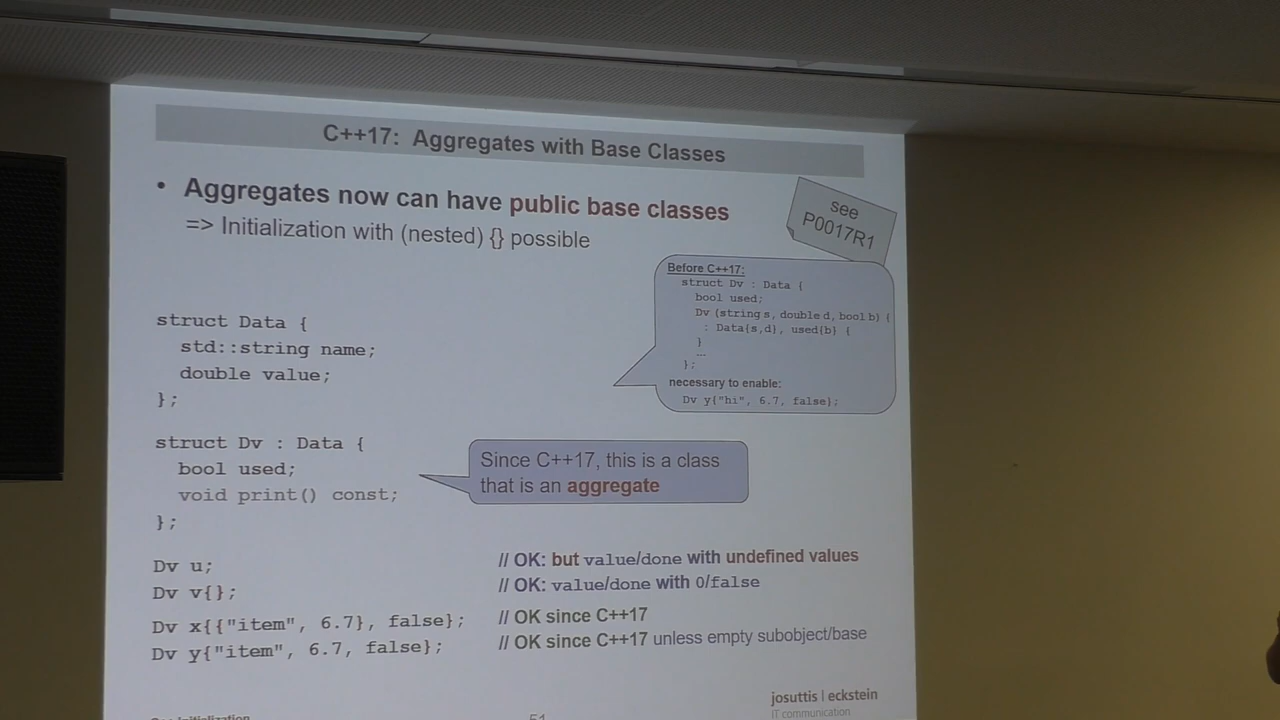 C++17: Aggregates with Base Classes
• Aggregates now can have public base classes
=> Initialization with (nested) {} possible
see
P0017R1
Before C++17:
struct Dv : Data {
bool used;
Dv (string s, double d, bool b) {
: Data{s,d}, used{b} {
}
...
};
necessary to enable:
Dv y{"hi", 6.7, false};
struct Data {
std::string name;
double value;
};
struct Dv : Data {
bool used;
void print() const;
};
Since C++17, this is a class
that is an aggregate
Dv u; // OK: but value/done with undefined values
Dv v{}; // OK: value/done with 0/false
Dv x{{"item", 6.7}, false}; // OK since C++17
Dv y{"item", 6.7, false}; // OK since C++17 unless empty subobject/base
josuttis | eckstein
IT communication